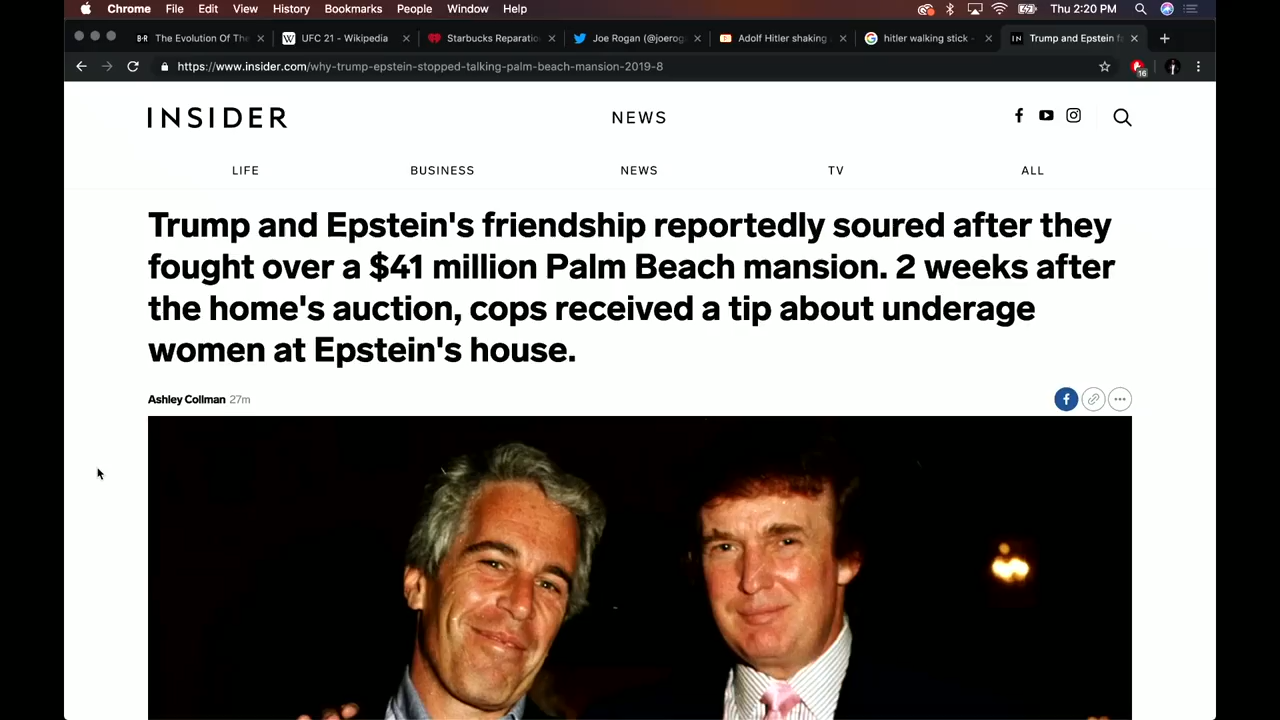 Chrome File Edit View History Bookmarks People Window Help Thu 2:20 PM
B/R The Evolution Of The W UFC 21 - Wikipedia Starbucks Reparatio Joe Rogan (@joerog Adolf Hitler shaking hitler walking stick - Trump and Epstein f
https://www.insider.com/why-trump-epstein-stopped-talking-palm-beach-mansion-2019-8 16
INSIDER NEWS
LIFE BUSINESS NEWS TV ALL
Trump and Epstein's friendship reportedly soured after they
fought over a $41 million Palm Beach mansion. 2 weeks after
the home's auction, cops received a tip about underage
women at Epstein's house.
Ashley Collman 27m